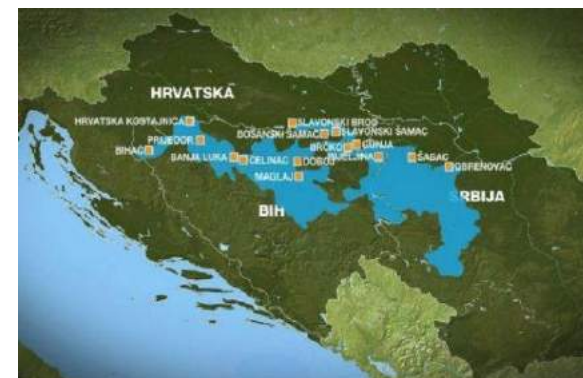 HRVATSKA
HRVATSKA KOSTAJNICA
SLAVONSKI BROD
BOSANSKI ŠAMAC
SLAVONSKI ŠAMAC
PRIJEDOR
GUNJA
BRČKO
BIHAĆ
BANJA LUKA
ČELINAC
DOBOJ
BIJELJINA
ŠABAC
OBRENOVAC
MAGLAJ
BIH
SRBIJA